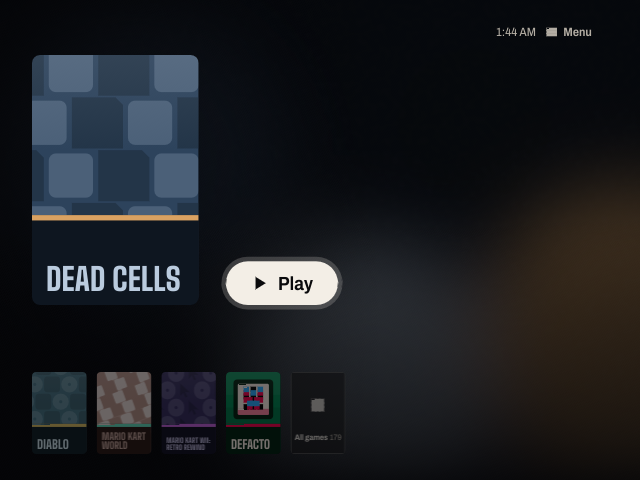 1:44 AM Menu
DEAD CELLS
Play
DIABLO
MARIO KART
WORLD
MARIO KART WII:
RETRO REWIND
DEFACTO
All games 179